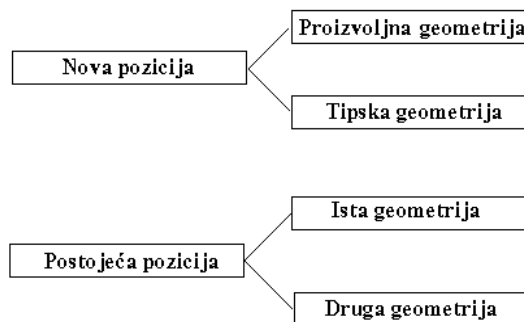 Proizvoljna geometrija
Nova pozicija
Tipska geometrija
Ista geometrija
Postojeća pozicija
Druga geometrija